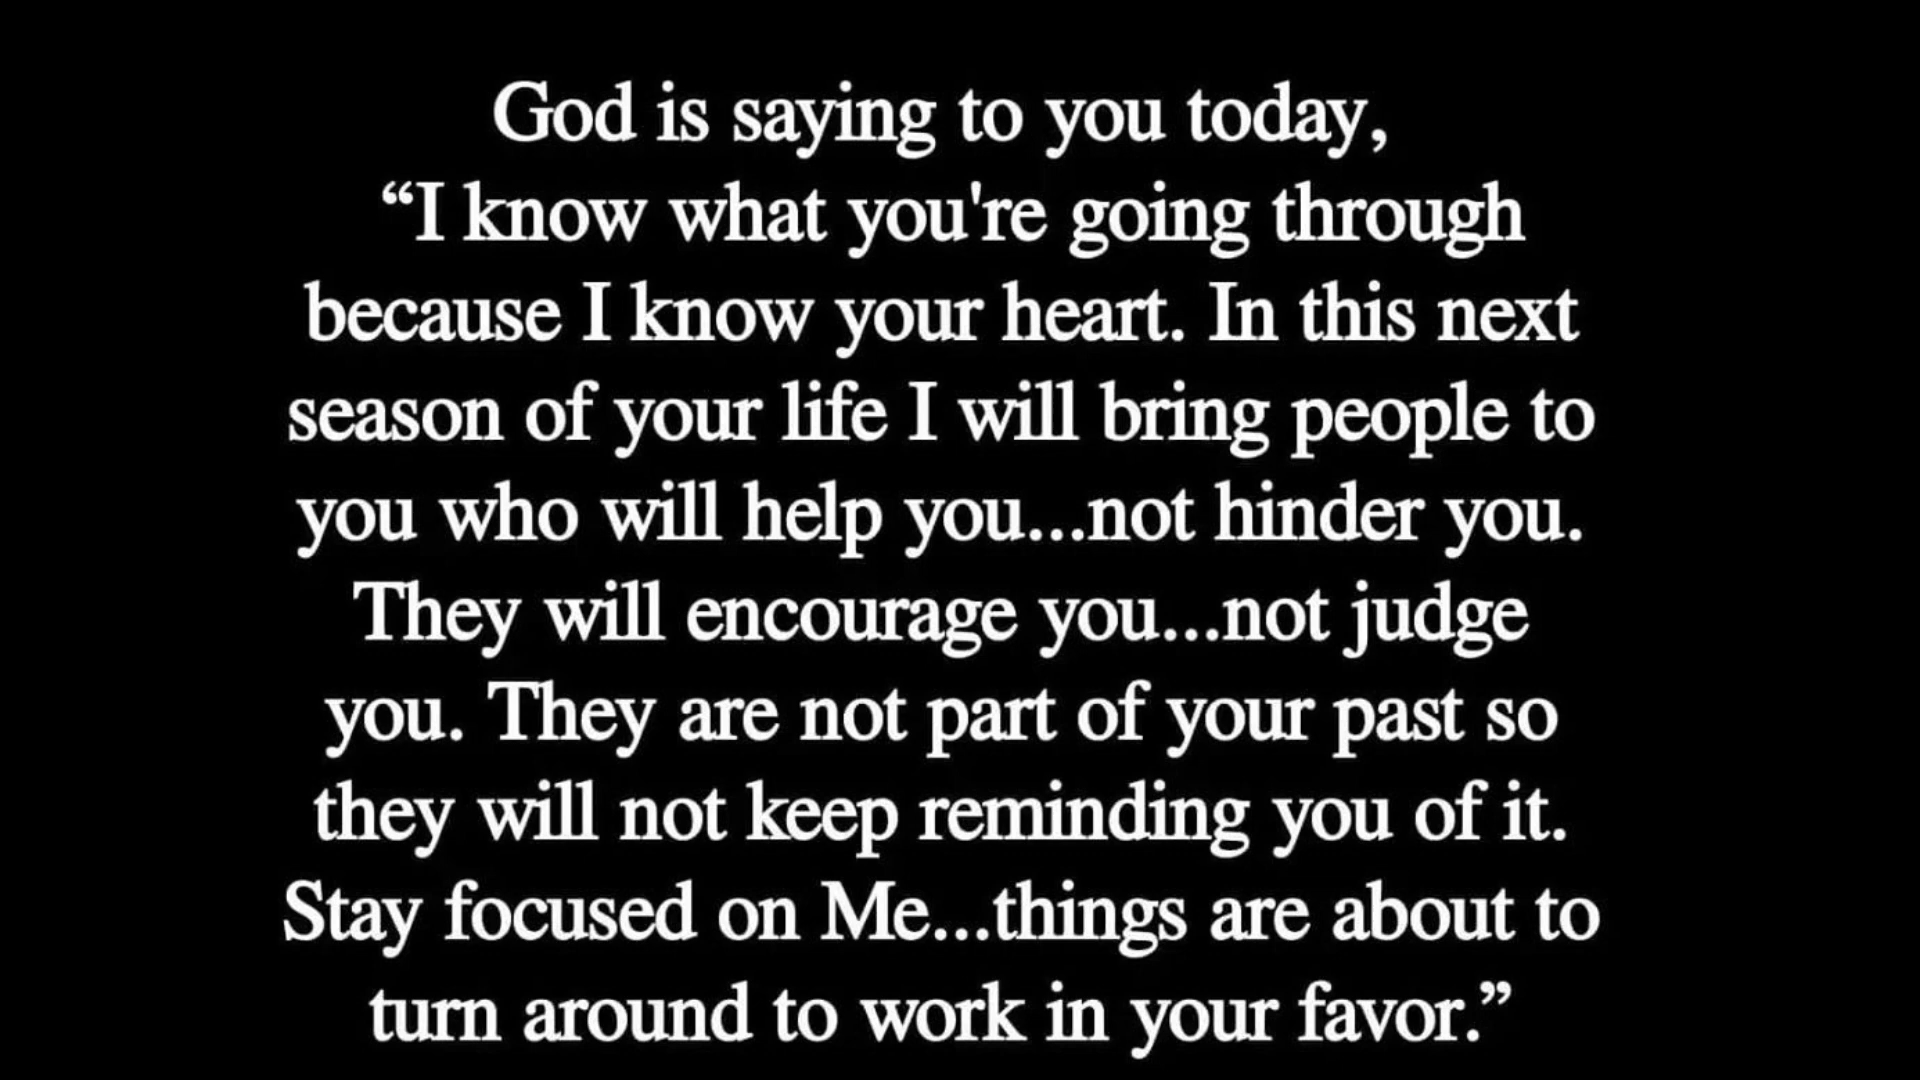 God is saying to you today,
“I know what you're going through
because I know your heart. In this next
season of your life I will bring people to
you who will help you...not hinder you.
They will encourage you...not judge
you. They are not part of your past so
they will not keep reminding you of it.
Stay focused on Me...things are about to
turn around to work in your favor.”